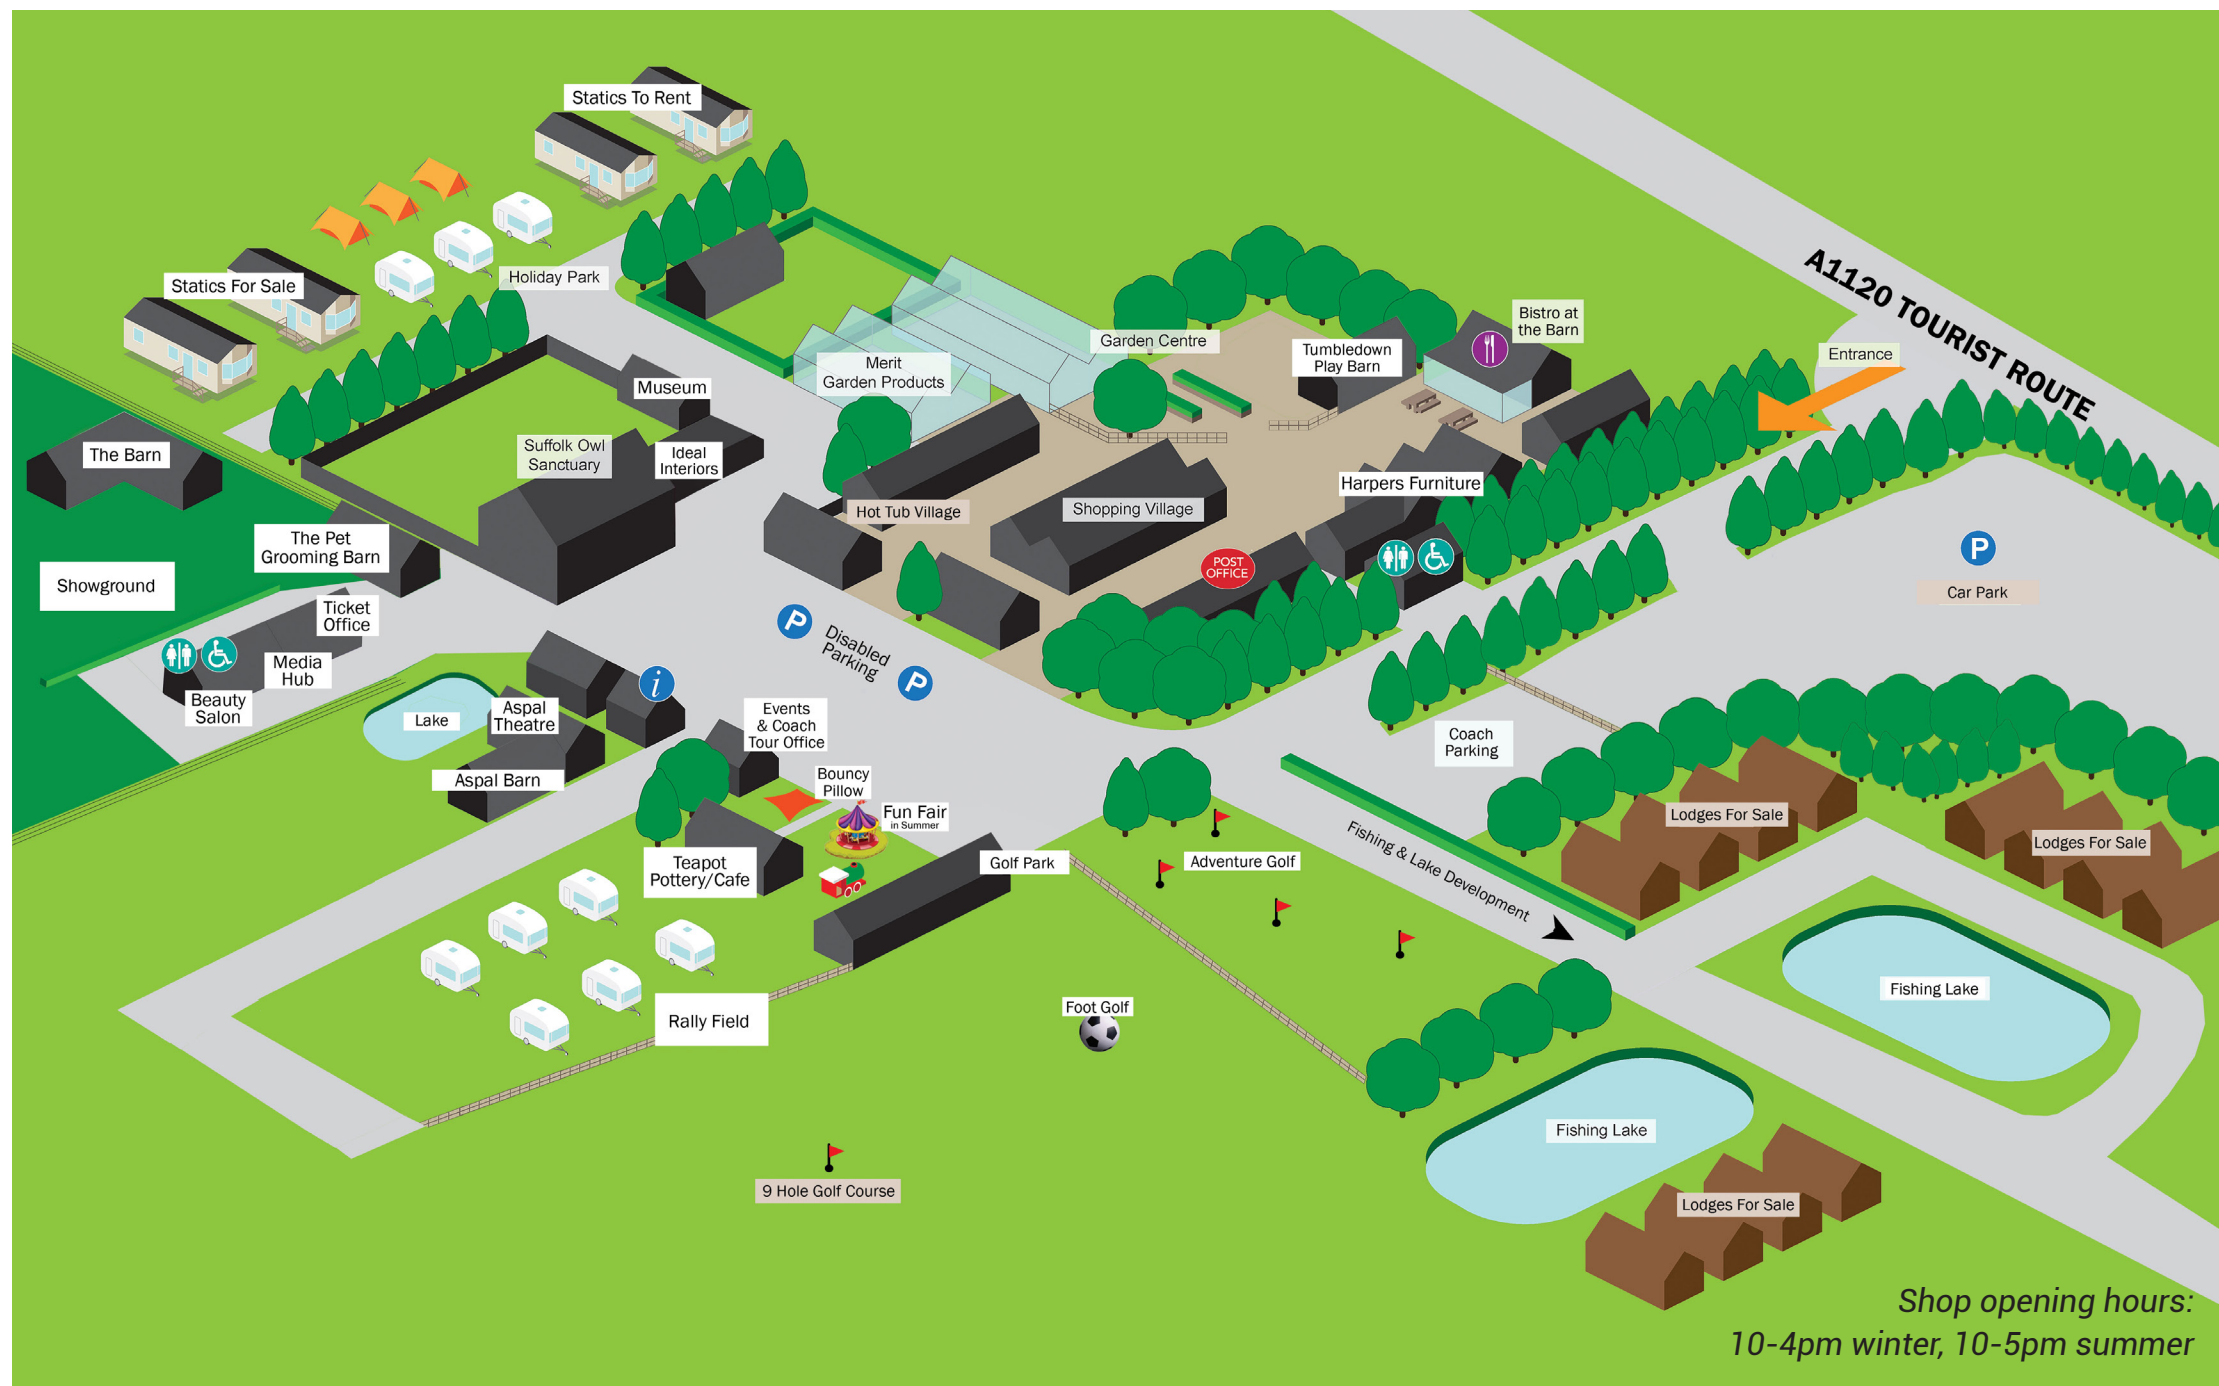 Statics To Rent
A1120 TOURIST ROUTE
Holiday Park
Statics For Sale
Entrance
Bistro at
the Barn
Garden Centre
Tumbledown
Play Barn
Merit
Garden Products
Museum
The Barn
Suffolk Owl
Sanctuary
Ideal
Interiors
Harpers Furniture
Hot Tub Village
Shopping Village
The Pet
Grooming Barn
POST
OFFICE
P
Car Park
Showground
Ticket
Office
P
Disabled
Parking
P
Media
Hub
Beauty
Salon
i
Lake
Aspal
Theatre
Events
& Coach
Tour Office
Coach
Parking
Aspal Barn
Bouncy
Pillow
Fun Fair
in Summer
Lodges For Sale
Lodges For Sale
Teapot
Pottery/Cafe
Golf Park
Adventure Golf
Fishing & Lake Development
Fishing Lake
Rally Field
Foot Golf
Fishing Lake
9 Hole Golf Course
Lodges For Sale
Shop opening hours:
10-4pm winter, 10-5pm summer